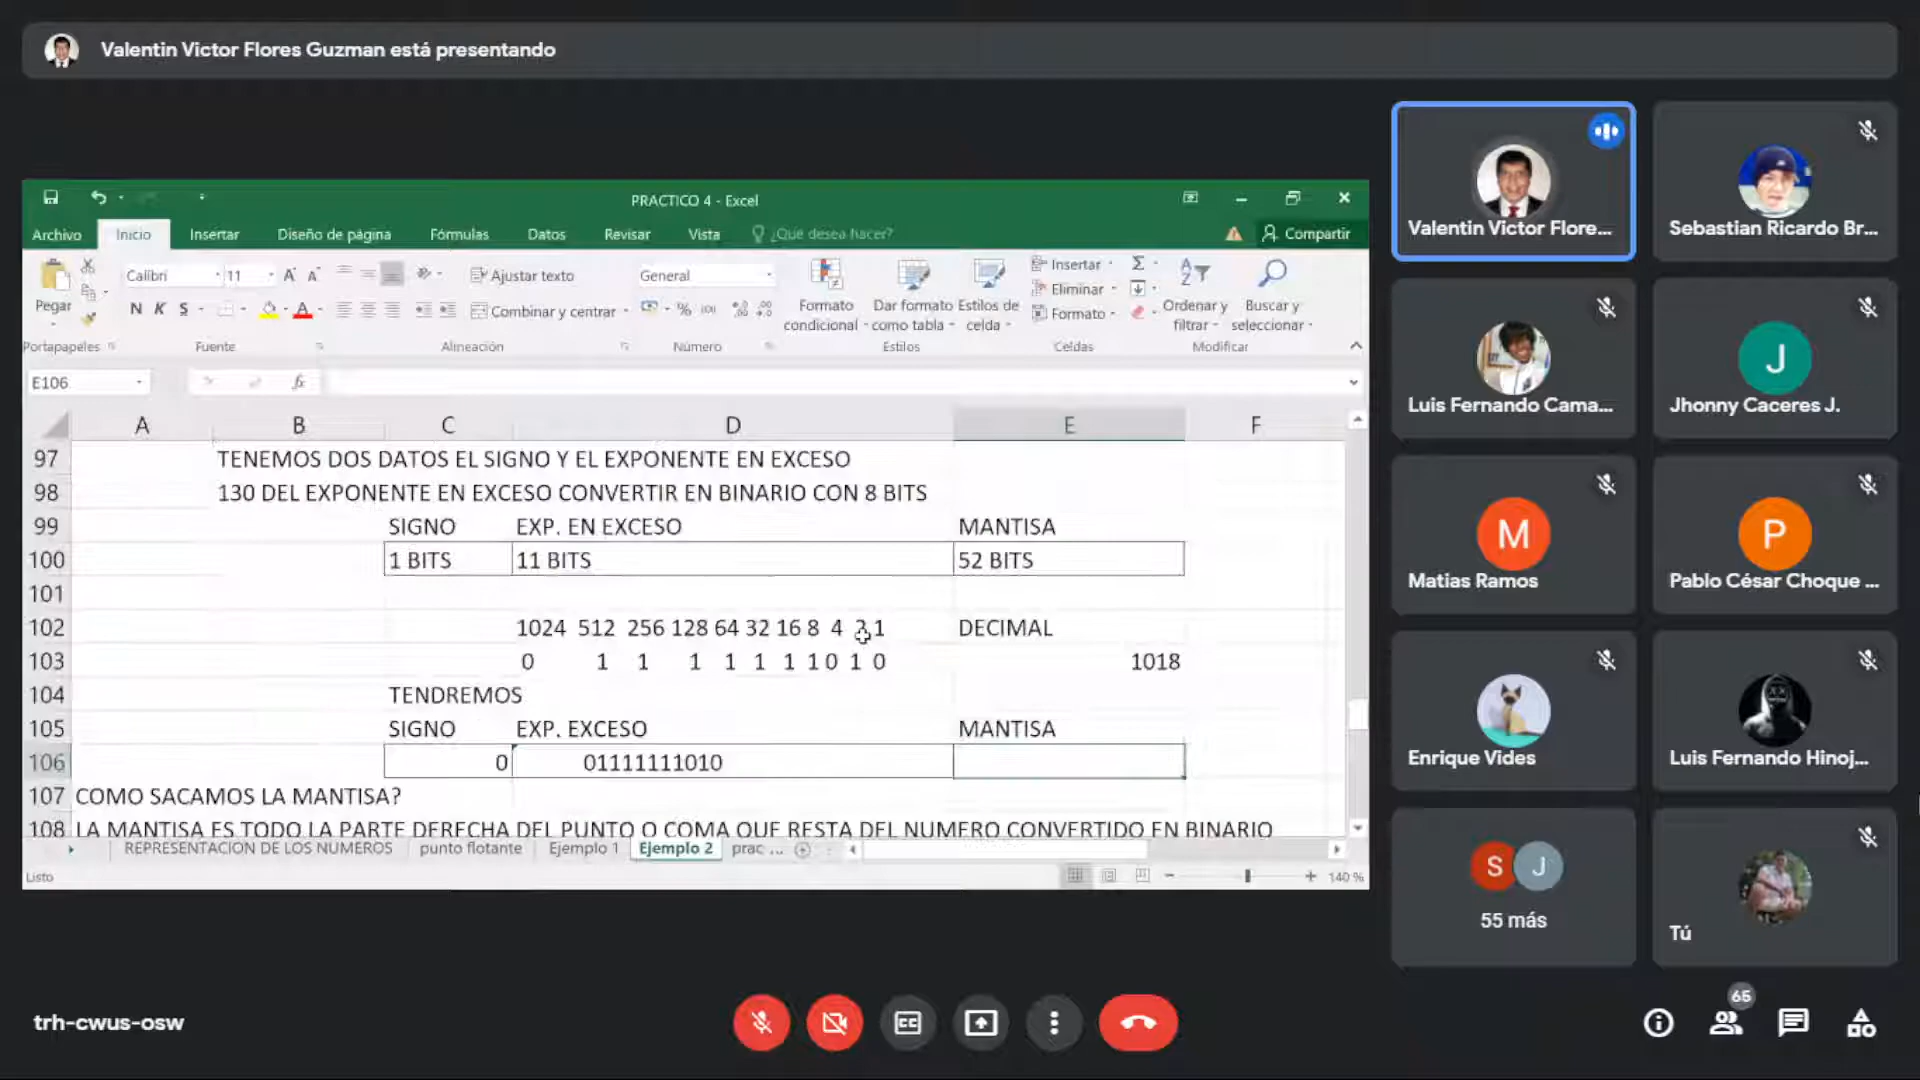 Valentin Victor Flores Guzman está presentando
PRACTICO 4 - Excel
Archivo Inicio Insertar Diseño de página Fórmulas Datos Revisar Vista ¿Qué desea hacer? Compartir
Pegar
Calibri 11
N K S
Ajustar texto
Combinar y centrar
General
%
Formato condicional
Dar formato como tabla
Estilos de celda
Insertar
Eliminar
Formato
Ordenar y filtrar
Buscar y seleccionar
Portapapeles Fuente Alineación Número Estilos Celdas Modificar
E106 fx
A B C D E F
97 TENEMOS DOS DATOS EL SIGNO Y EL EXPONENTE EN EXCESO
98 130 DEL EXPONENTE EN EXCESO CONVERTIR EN BINARIO CON 8 BITS
99 SIGNO EXP. EN EXCESO MANTISA
100 1 BITS 11 BITS 52 BITS
101
102 1024 512 256 128 64 32 16 8 4 2 1 DECIMAL
103 0 1 1 1 1 1 1 1 0 1 0 1018
104 TENDREMOS
105 SIGNO EXP. EXCESO MANTISA
106 0 01111111010
107 COMO SACAMOS LA MANTISA?
108 LA MANTISA ES TODO LA PARTE DERECHA DEL PUNTO O COMA QUE RESTA DEL NUMERO CONVERTIDO EN BINARIO
REPRESENTACION DE LOS NUMEROS punto flotante Ejemplo 1 Ejemplo 2 prac ...
Listo 140 %
Valentin Victor Flore...
Sebastian Ricardo Br...
Luis Fernando Cama...
J
Jhonny Caceres J.
M
Matias Ramos
P
Pablo César Choque ...
Enrique Vides
Luis Fernando Hinoj...
S J
55 más
Tú
trh-cwus-osw
CC
65